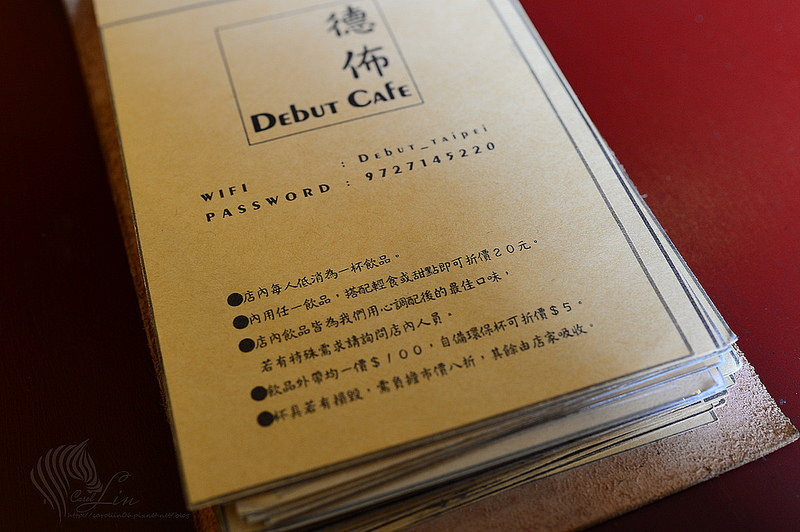 德
佈
Debut Cafe
WIFI : Debut_Taipei
PASSWORD : 9727145220
●店內每人低消為一杯飲品。
●內用任一飲品,搭配輕食或甜點即可折價20元。
●店內飲品皆為我們用心調配後的最佳口味,
若有特殊需求請詢問店內人員。
●飲品外帶均一價$100,自備環保杯可折價$5。
●杯具若有損毀,需負擔市價八折,其餘由店家吸收。
Carol Lin